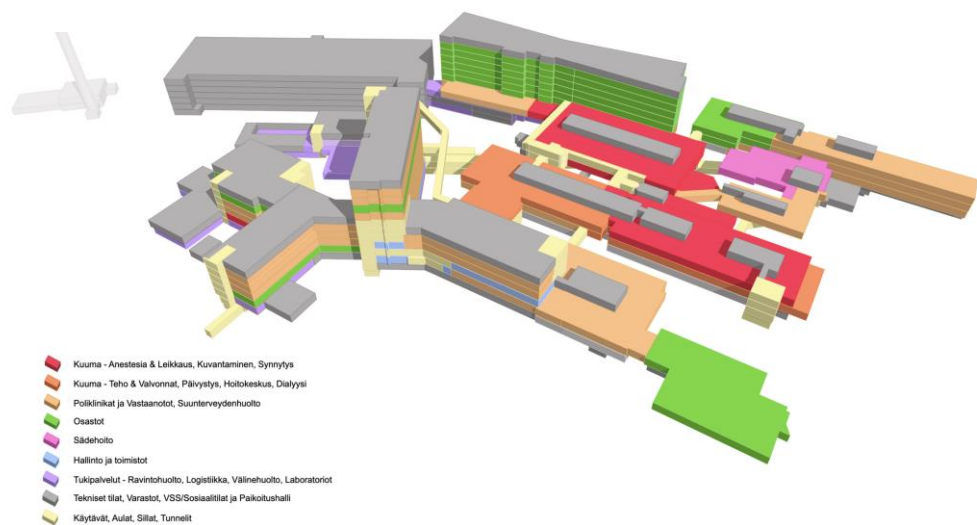 Kuuma - Anestesia & Leikkaus, Kuvantaminen, Synnytys
Kuuma - Teho & Valvonnat, Päivystys, Hoitokeskus, Dialyysi
Poliklinikat ja Vastaanotot, Suunterveydenhuolto
Osastot
Sädehoito
Hallinto ja toimistot
Tukipalvelut - Ravintohuolto, Logistiikka, Välinehuolto, Laboratoriot
Tekniset tilat, Varastot, VSS/Sosiaalitilat ja Paikoitushalli
Käytävät, Aulat, Sillat, Tunnelit